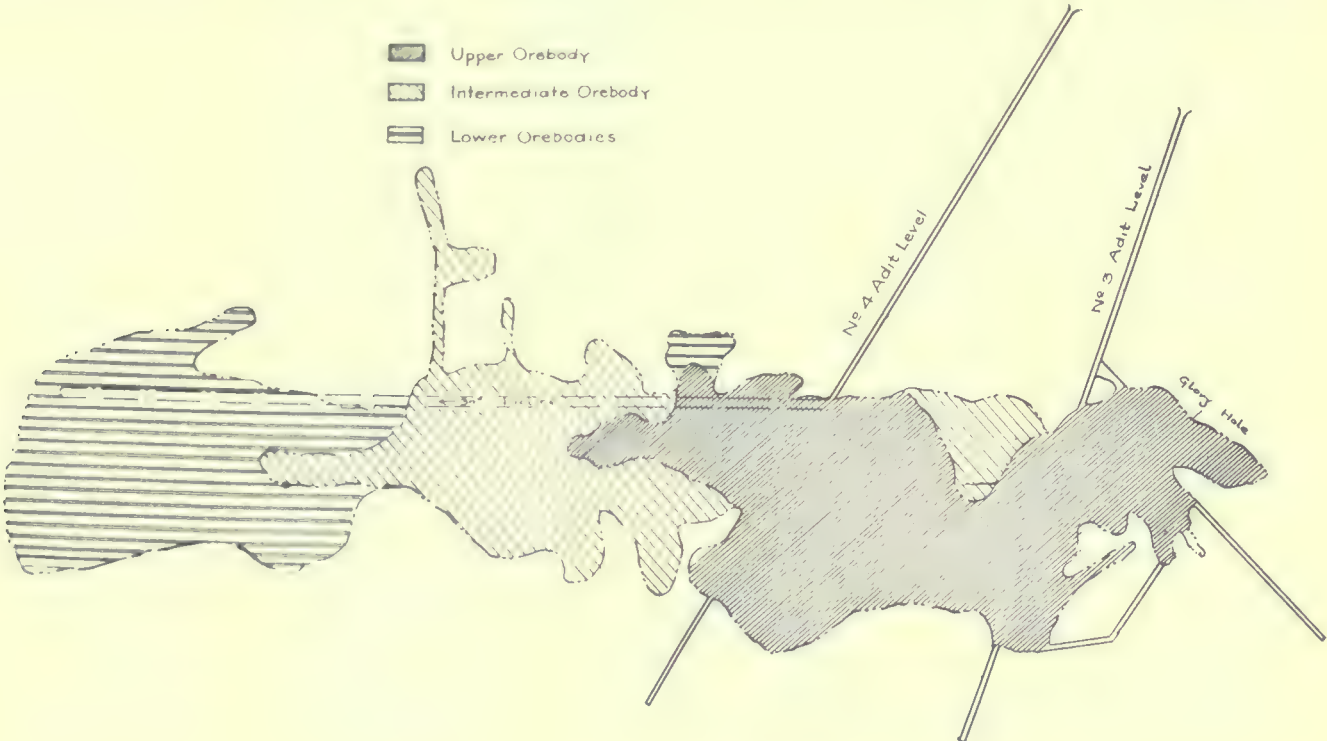 Upper Orebody
Intermediate Orebody
Lower Orebodies
Nº 4 Adit Level
Nº 3 Adit Level
Glory Hole